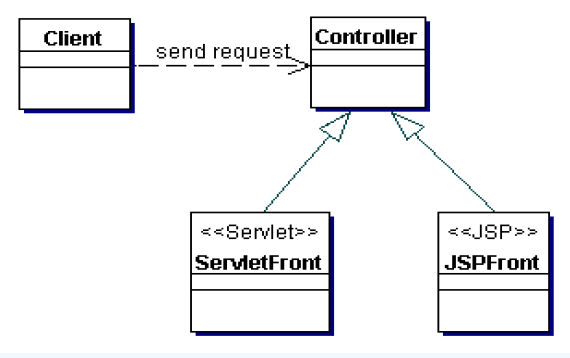 Client
send request
Controller
<<Servlet>>
ServletFront
<<JSP>>
JSPFront